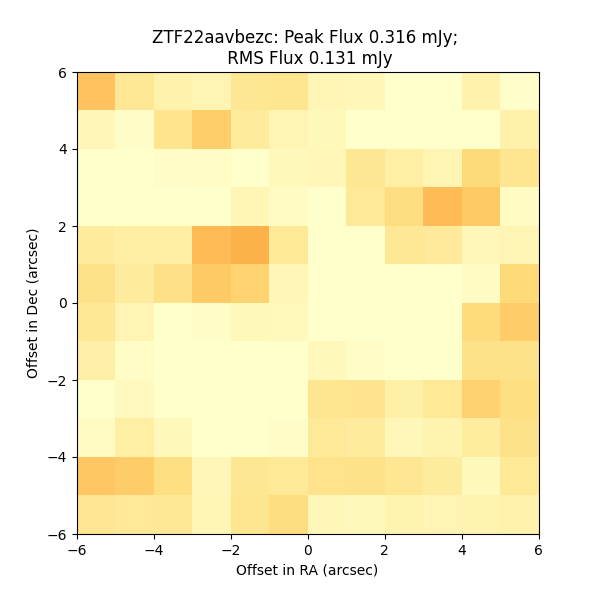 ZTF22aavbezc: Peak Flux 0.316 mJy;
RMS Flux 0.131 mJy
6
4
2
0
−2
−4
−6
Offset in Dec (arcsec)
−6 −4 −2 0 2 4 6
Offset in RA (arcsec)